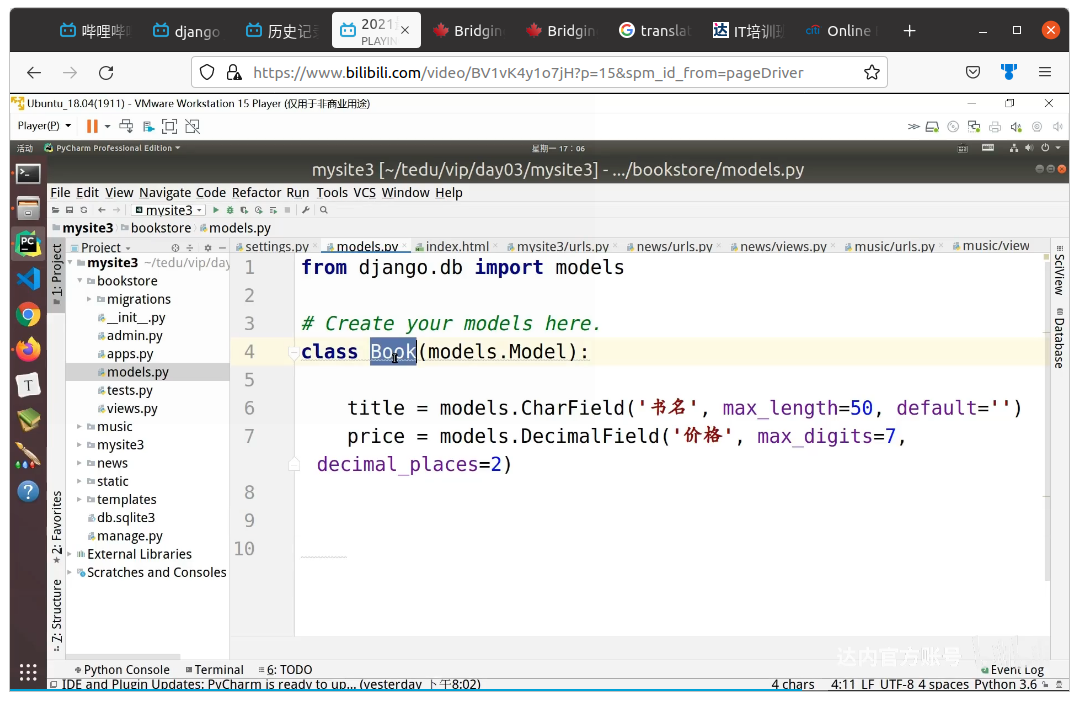 哔哩哔
django
历史记
2021
PLAYIN
Bridgin
Bridgin
translat
IT培训
Online
https://www.bilibili.com/video/BV1vK4y1o7jH?p=15&spm_id_from=pageDriver
Ubuntu_18.04(1911) - VMware Workstation 15 Player (仅用于非商业用途)
Player(P)
活动 PyCharm Professional Edition 星期一 17：06
mysite3 [~/tedu/vip/day03/mysite3] - .../bookstore/models.py
File Edit View Navigate Code Refactor Run Tools VCS Window Help
mysite3
mysite3 bookstore models.py
Project settings.py models.py index.html mysite3/urls.py news/urls.py news/views.py music/urls.py music/view
mysite3 ~/tedu/vip/day
bookstore
migrations
__init__.py
admin.py
apps.py
models.py
tests.py
views.py
music
mysite3
news
static
templates
db.sqlite3
manage.py
External Libraries
Scratches and Consoles
1: Project
2: Favorites
Z: Structure
1 from django.db import models
2
3 # Create your models here.
4 class Book(models.Model):
5
6 title = models.CharField('书名', max_length=50, default='')
7 price = models.DecimalField('价格', max_digits=7,
decimal_places=2)
8
9
10
SciView
Database
达内官方账号
Python Console Terminal 6: TODO Event Log
IDE and Plugin Updates: PyCharm is ready to up... (yesterday 下午8:02) 4 chars 4:11 LF UTF-8 4 spaces Python 3.6